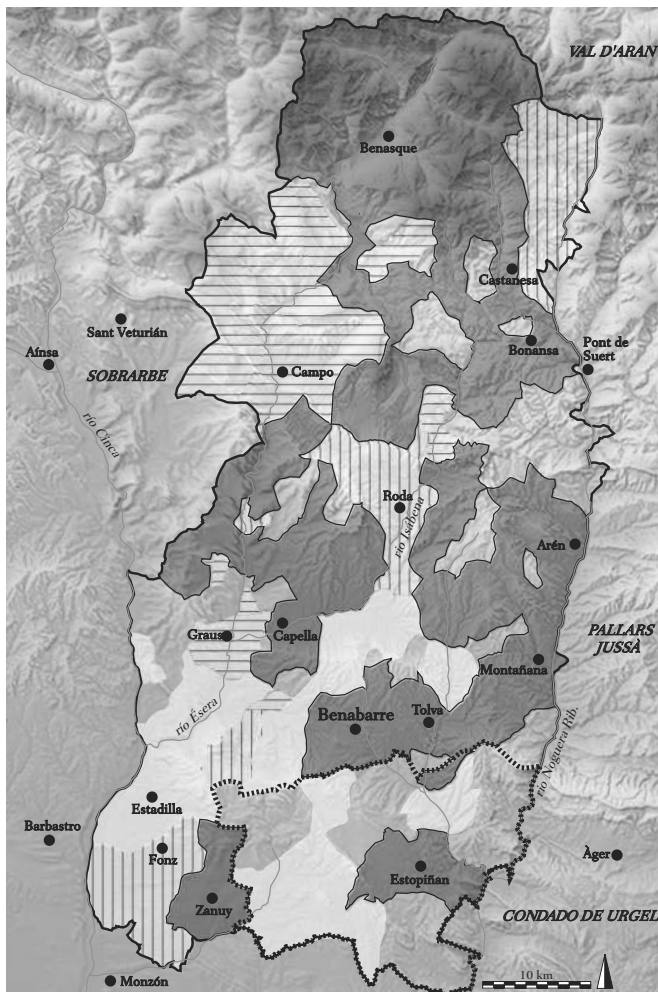 VAL D'ARAN
Benasque
Castanesa
Sant Veturián
Bonansa
Pont de
Suert
Aínsa
Campo
SOBRARBE
río Cinca
Roda
río Isabena
Arén
Graus
Capella
PALLARS
JUSSÀ
Montañana
río Ésera
Benabarre
Tolva
río Noguera Rib.
Estadilla
Barbastro
Fonz
Àger
Estopiñan
Zanuy
CONDADO DE URGEL
Monzón
10 km